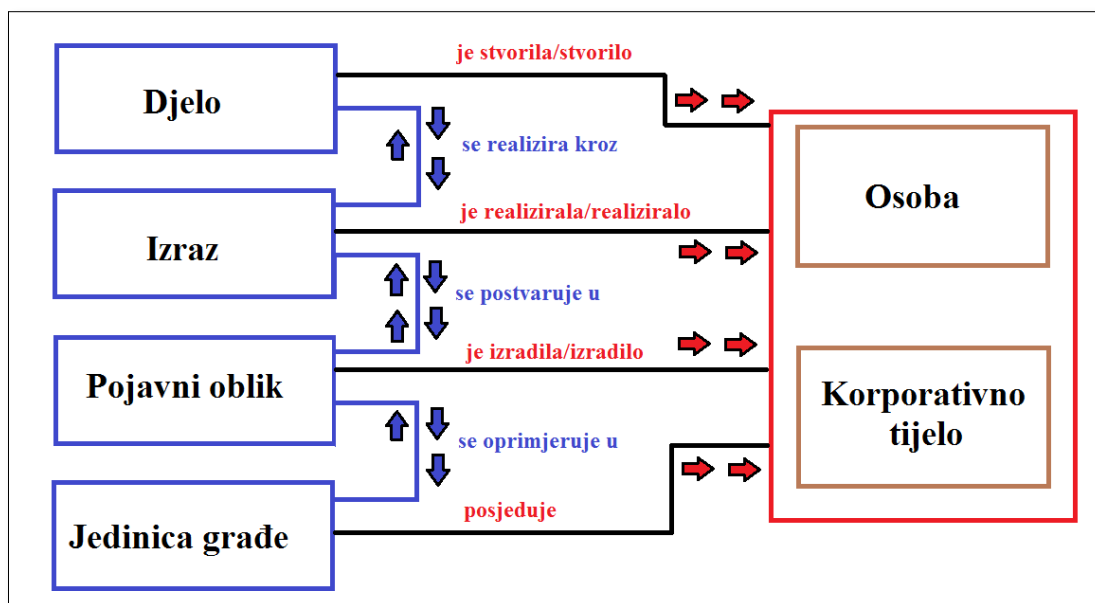 je stvorila/stvorilo
Djelo
se realizira kroz
Osoba
je realizirala/realiziralo
Izraz
se postvaruje u
je izradila/izradilo
Pojavni oblik
Korporativno
tijelo
se oprimjeruje u
posjeduje
Jedinica građe